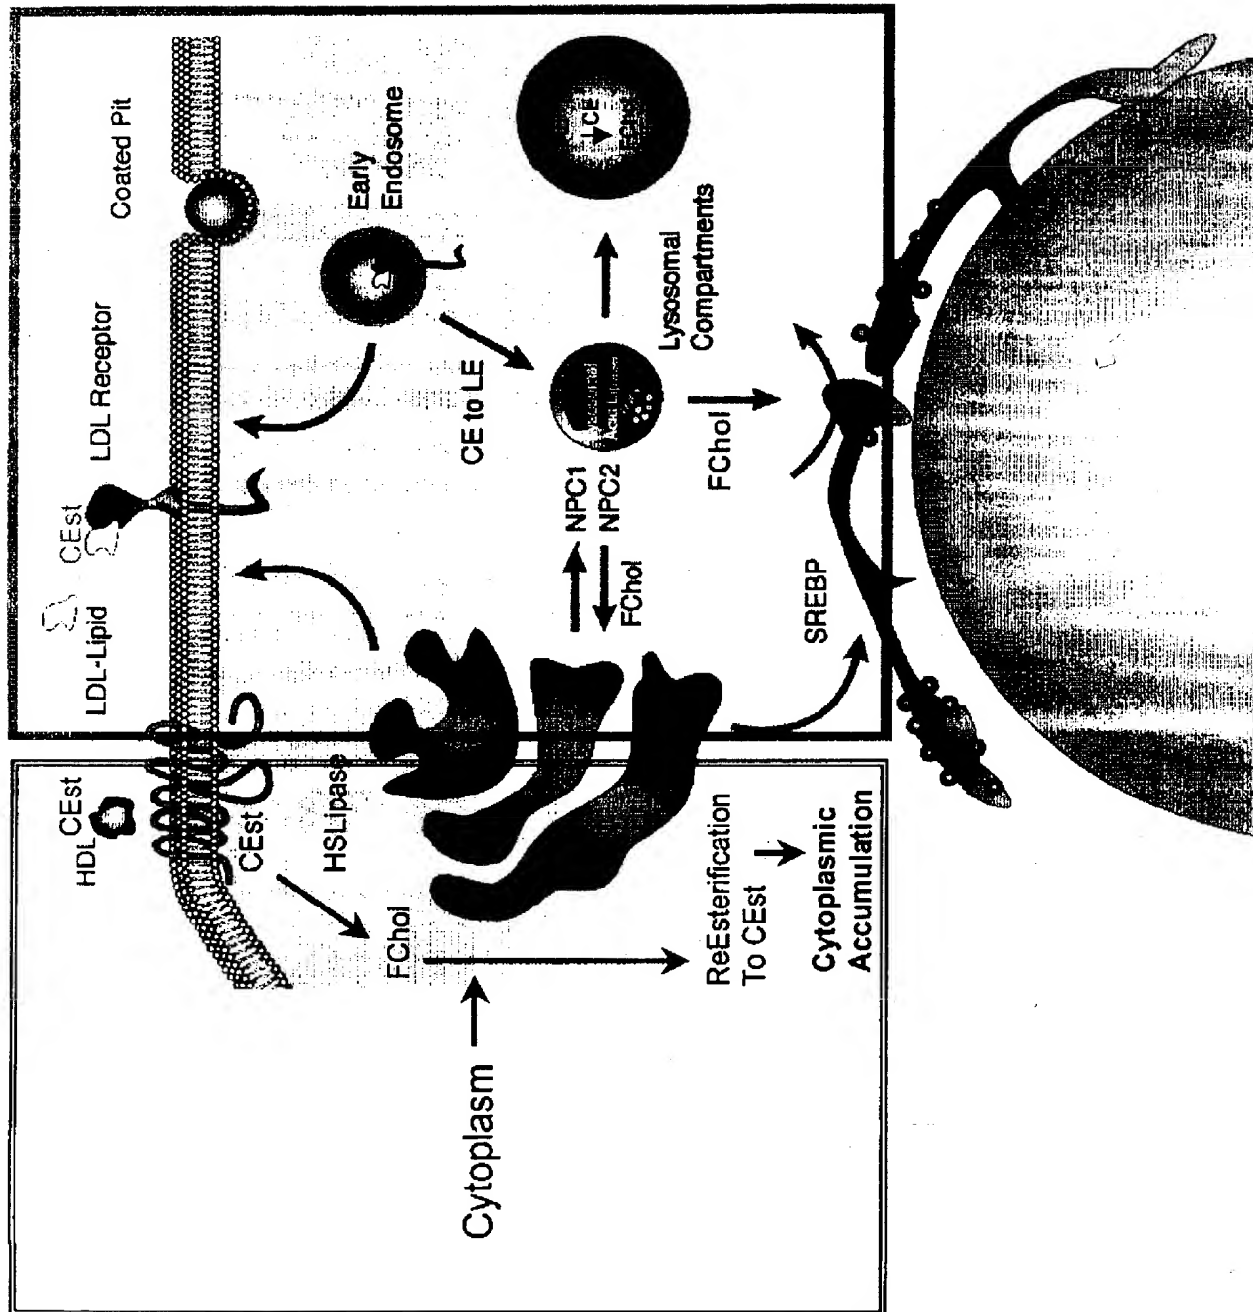 HDL CEst
LDL-Lipid
CEst
LDL Receptor
Coated Pit
CEst
HSLipase
FChol
Early
Endosome
CE to LE
Cytoplasm
NPC1
NPC2
FChol
Lysosomal
Compartments
LCE
FChol
ReEsterification
To CEst
Cytoplasmic
Accumulation
SREBP